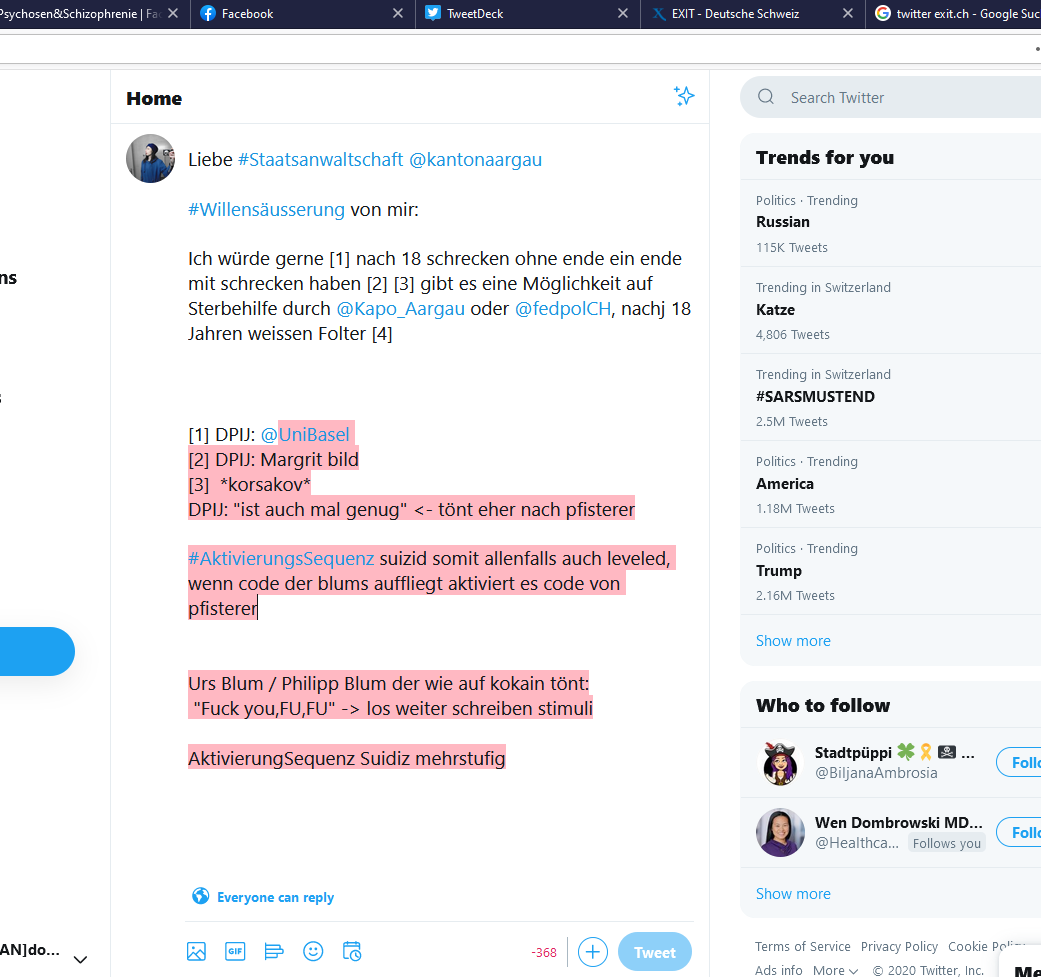 Psychosen&Schizophrenie | Fac
Facebook
TweetDeck
EXIT - Deutsche Schweiz
twitter exit.ch - Google Suc
Home
Search Twitter
Liebe #Staatsanwaltschaft @kantonaargau
#Willensäusserung von mir:
Ich würde gerne [1] nach 18 schrecken ohne ende ein ende
mit schrecken haben [2] [3] gibt es eine Möglichkeit auf
Sterbehilfe durch @Kapo_Aargau oder @fedpolCH, nachj 18
Jahren weissen Folter [4]
[1] DPIJ: @UniBasel
[2] DPIJ: Margrit bild
[3]  *korsakov*
DPIJ: "ist auch mal genug" <- tönt eher nach pfisterer
#AktivierungsSequenz suizid somit allenfalls auch leveled,
wenn code der blums auffliegt aktiviert es code von
pfisterer
Urs Blum / Philipp Blum der wie auf kokain tönt:
"Fuck you,FU,FU" -> los weiter schreiben stimuli
AktivierungSequenz Suidiz mehrstufig
Everyone can reply
GIF
-368
Tweet
ns
AN]do...
Trends for you
Politics · Trending
Russian
115K Tweets
Trending in Switzerland
Katze
4,806 Tweets
Trending in Switzerland
#SARSMUSTEND
2.5M Tweets
Politics · Trending
America
1.18M Tweets
Politics · Trending
Trump
2.16M Tweets
Show more
Who to follow
Stadtpüppi 🍀🎗️🏴‍☠️ ...
@BiljanaAmbrosia
Follo
Wen Dombrowski MD...
@Healthca... Follows you
Follo
Show more
Terms of Service Privacy Policy Cookie Policy
Ads info More © 2020 Twitter, Inc.
Me